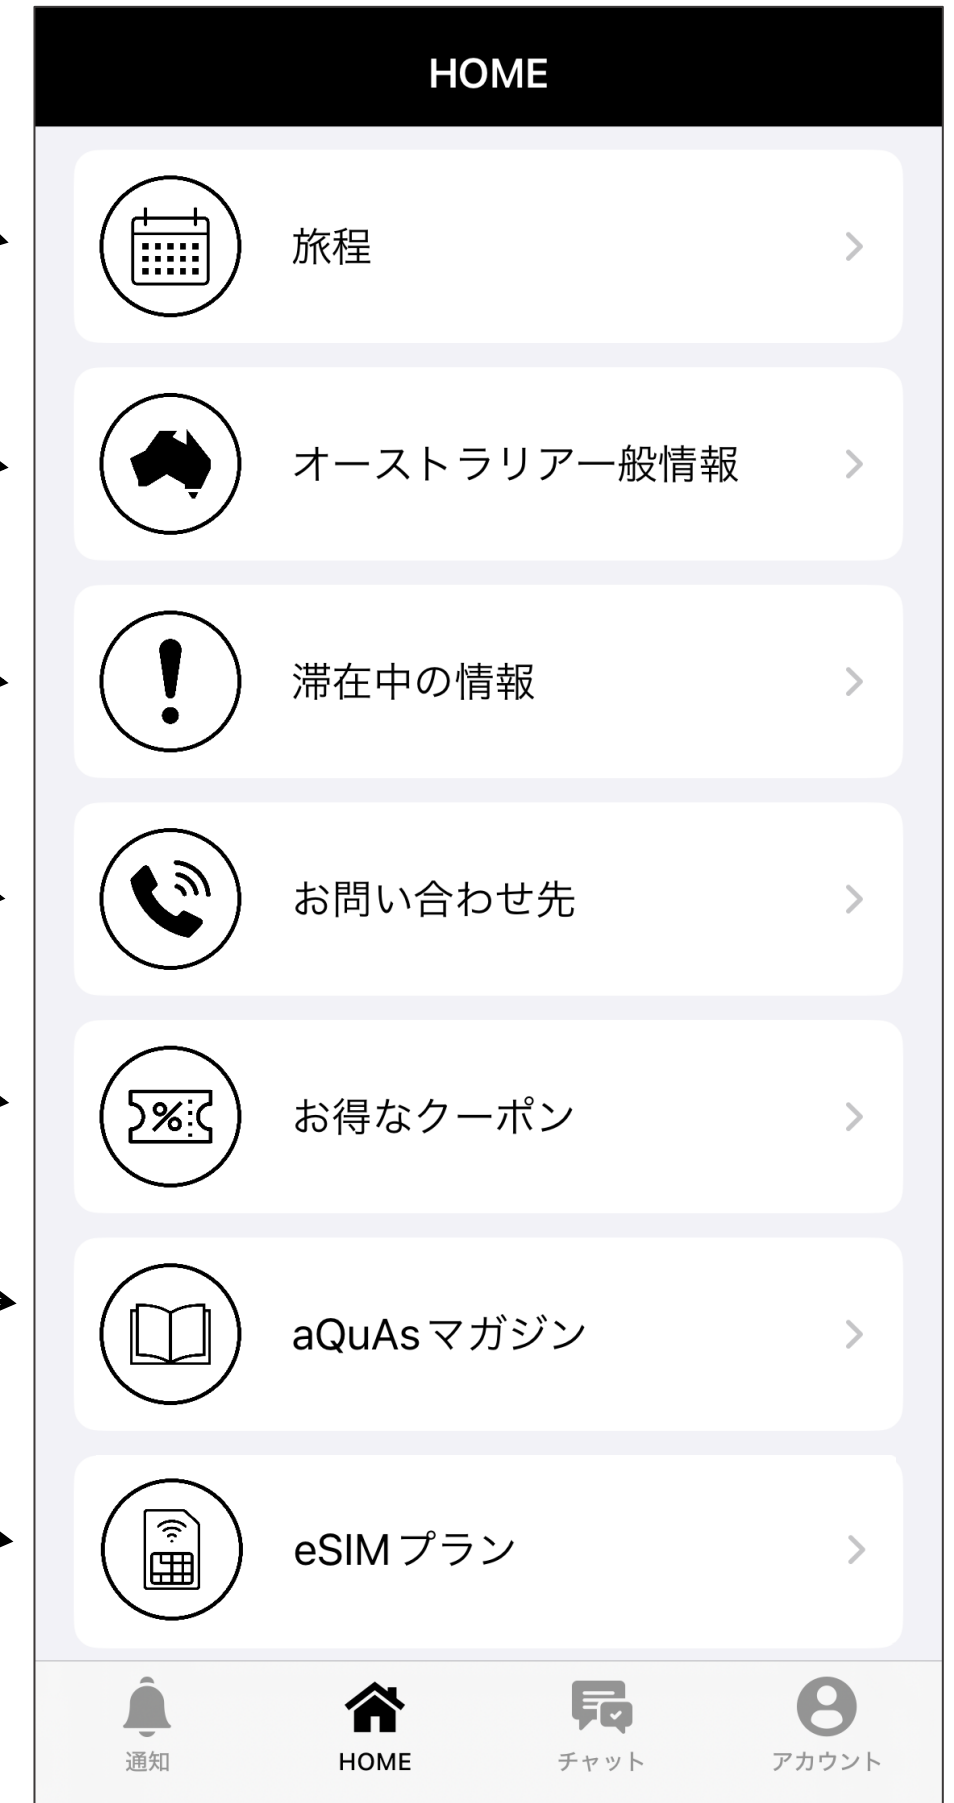 HOME
旅程
オーストラリア一般情報
滞在中の情報
お問い合わせ先
お得なクーポン
aQuAsマガジン
eSIMプラン
通知
HOME
チャット
アカウント